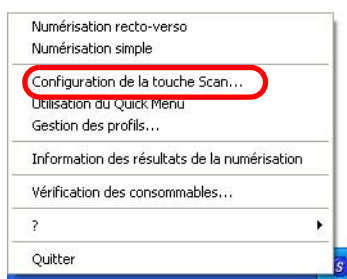 Numérisation recto-verso
Numérisation simple
Configuration de la touche Scan...
Utilisation du Quick Menu
Gestion des profils...
Information des résultats de la numérisation
Vérification des consommables...
?
Quitter
S